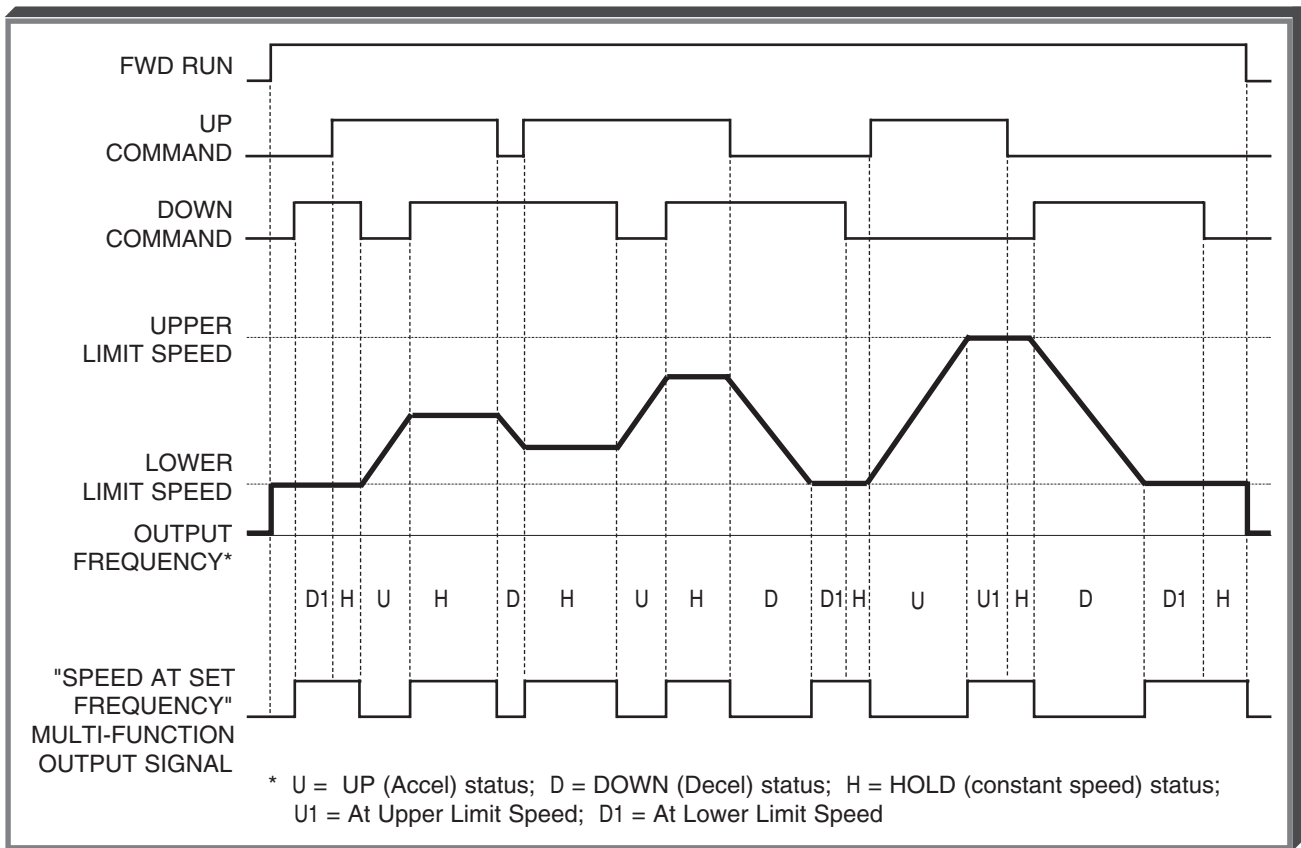 FWD RUN
UP
COMMAND
DOWN
COMMAND
UPPER
LIMIT SPEED
LOWER
LIMIT SPEED
OUTPUT
FREQUENCY*
D1 H U H D H U H D D1 H U U1 H D D1 H
"SPEED AT SET
FREQUENCY"
MULTI-FUNCTION
OUTPUT SIGNAL
* U = UP (Accel) status; D = DOWN (Decel) status; H = HOLD (constant speed) status;
U1 = At Upper Limit Speed; D1 = At Lower Limit Speed